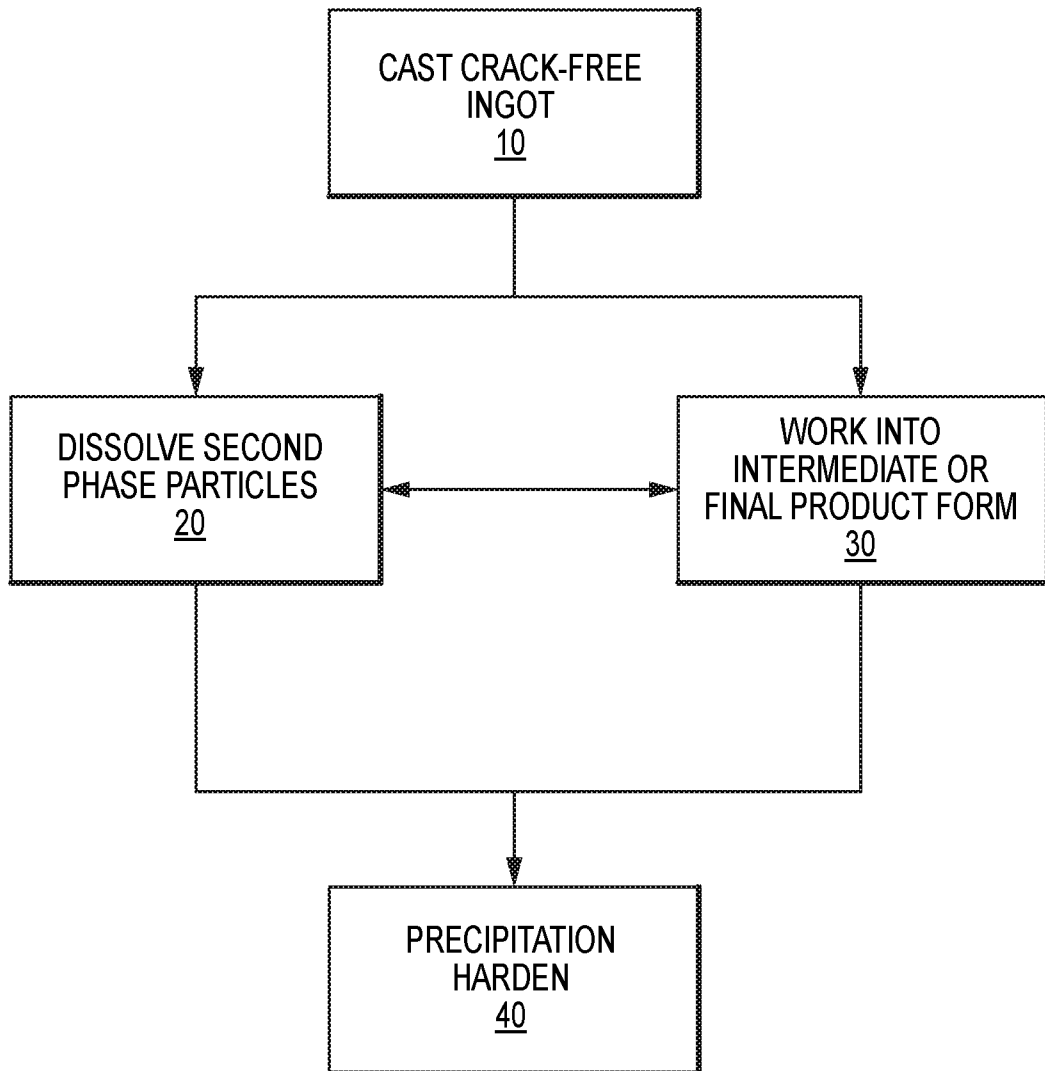 CAST CRACK-FREE
INGOT
10
DISSOLVE SECOND
PHASE PARTICLES
20
WORK INTO
INTERMEDIATE OR
FINAL PRODUCT FORM
30
PRECIPITATION
HARDEN
40